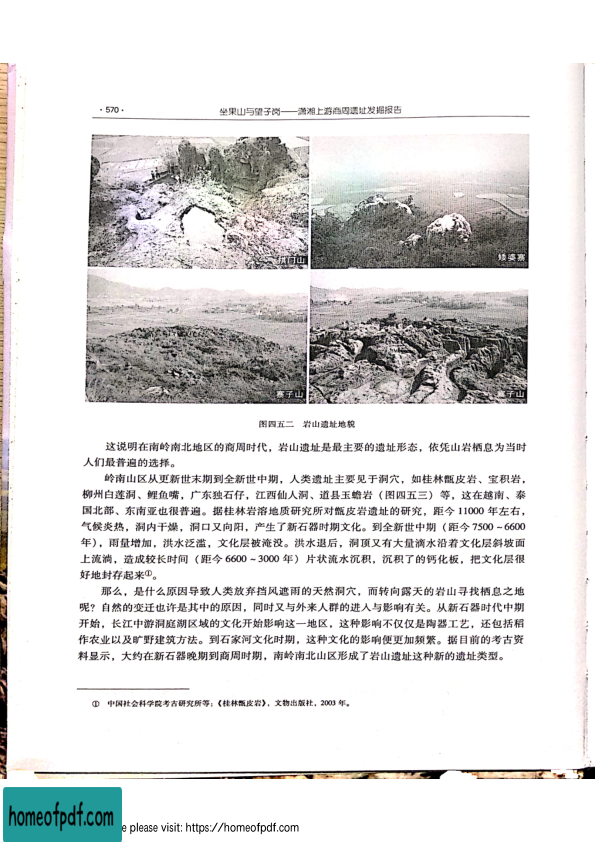 ·570·
坐果山与望子岗——潇湘上游商周遗址发掘报告
拱门山
矮婆寨
寨子山
寨子山
图四五二 岩山遗址地貌
这说明在南岭南北地区的商周时代，岩山遗址是最主要的遗址形态，依凭山岩栖息为当时
人们最普遍的选择。
岭南山区从更新世末期到全新世中期，人类遗址主要见于洞穴，如桂林甑皮岩、宝积岩，
柳州白莲洞、鲤鱼嘴，广东独石仔，江西仙人洞、道县玉蟾岩（图四五三）等，这在越南、泰
国北部、东南亚也很普遍。据桂林岩溶地质研究所对甑皮岩遗址的研究，距今11000年左右，
气候炎热，洞内干燥，洞口又向阳，产生了新石器时期文化。到全新世中期（距今7500～6600
年），雨量增加，洪水泛滥，文化层被淹没。洪水退后，洞顶又有大量滴水沿着文化层斜坡面
上流淌，造成较长时间（距今6600～3000年）片状流水沉积，沉积了的钙化板，把文化层很
好地封存起来①。
那么，是什么原因导致人类放弃挡风遮雨的天然洞穴，而转向露天的岩山寻找栖息之地
呢？自然的变迁也许是其中的原因，同时又与外来人群的进入与影响有关。从新石器时代中期
开始，长江中游洞庭湖区域的文化开始影响这一地区，这种影响不仅仅是陶器工艺，还包括稻
作农业以及旷野建筑方法。到石家河文化时期，这种文化的影响便更加频繁。据目前的考古资
料显示，大约在新石器晚期到商周时期，南岭南北山区形成了岩山遗址这种新的遗址类型。
① 中国社会科学院考古研究所等：《桂林甑皮岩》，文物出版社，2003年。
homeofpdf.com
e please visit: https://homeofpdf.com